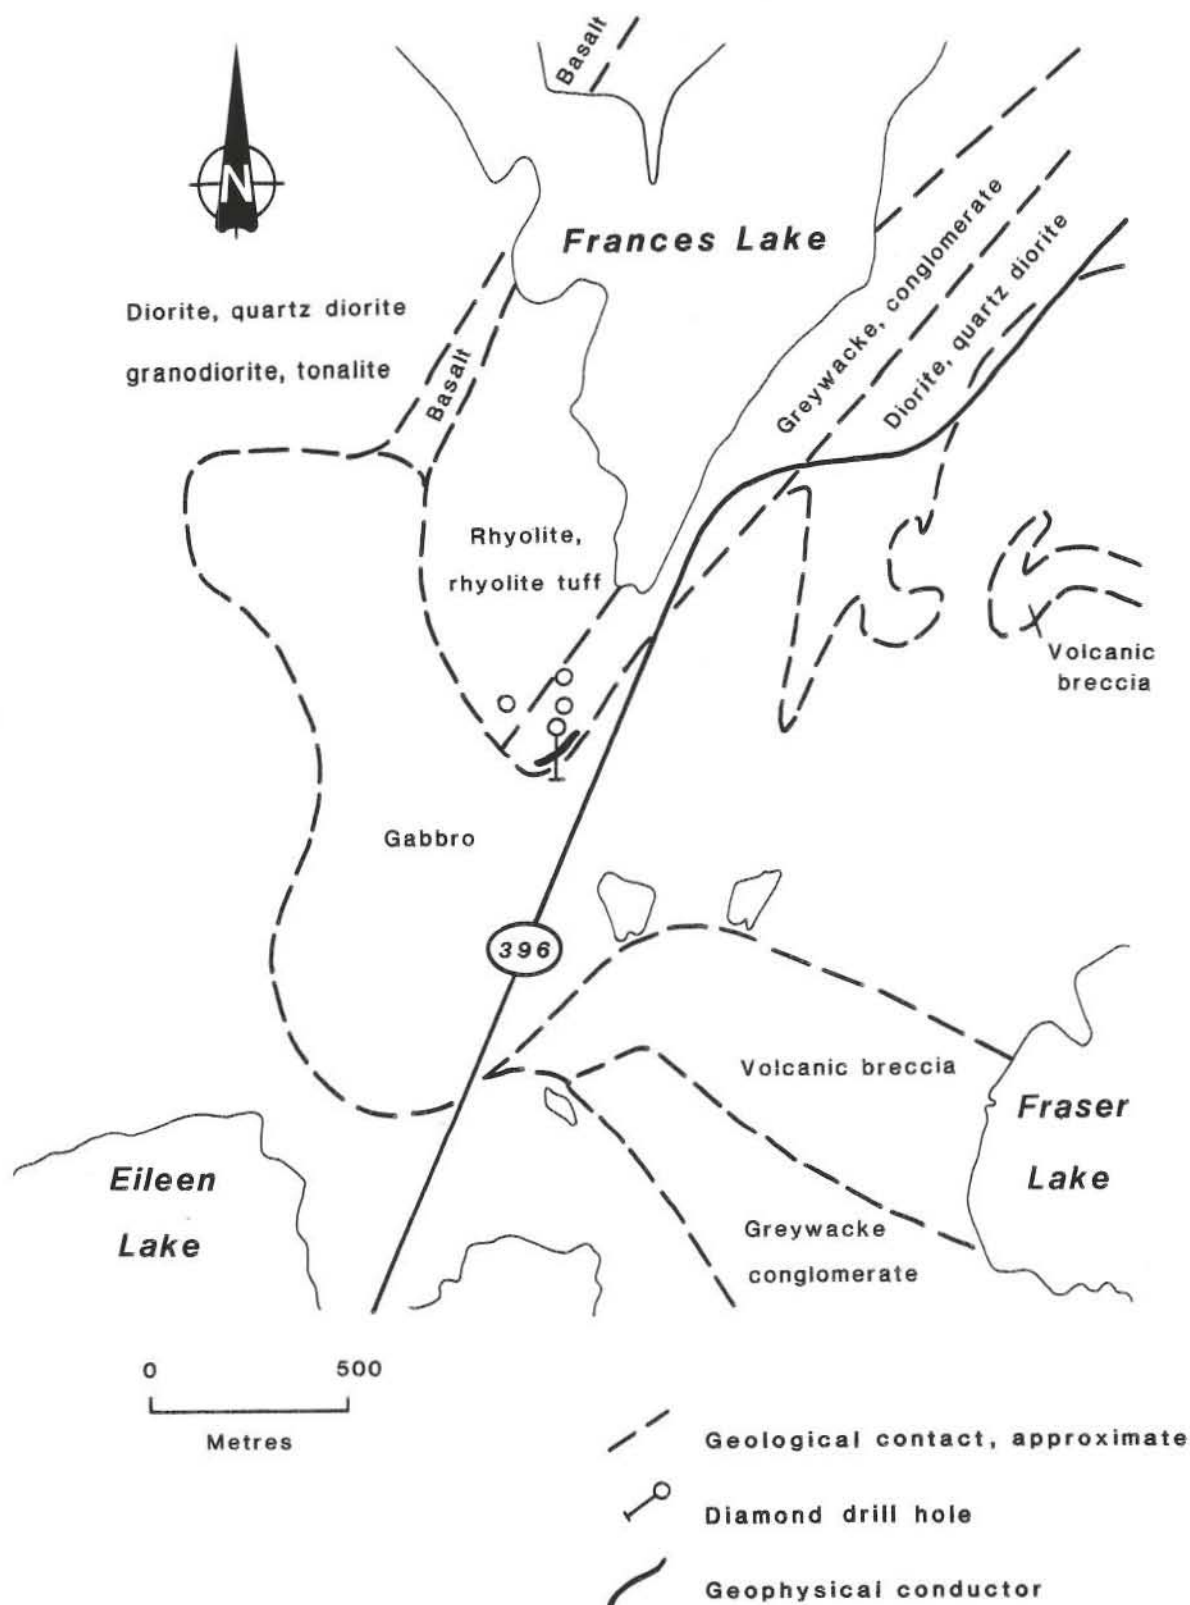 Basalt
N
Frances Lake
Diorite, quartz diorite
granodiorite, tonalite
Basalt
Greywacke, conglomerate
Diorite, quartz diorite
Rhyolite,
rhyolite tuff
Volcanic
breccia
Gabbro
396
Volcanic breccia
Fraser
Lake
Eileen
Lake
Greywacke
conglomerate
0 500
Metres
Geological contact, approximate
Diamond drill hole
Geophysical conductor